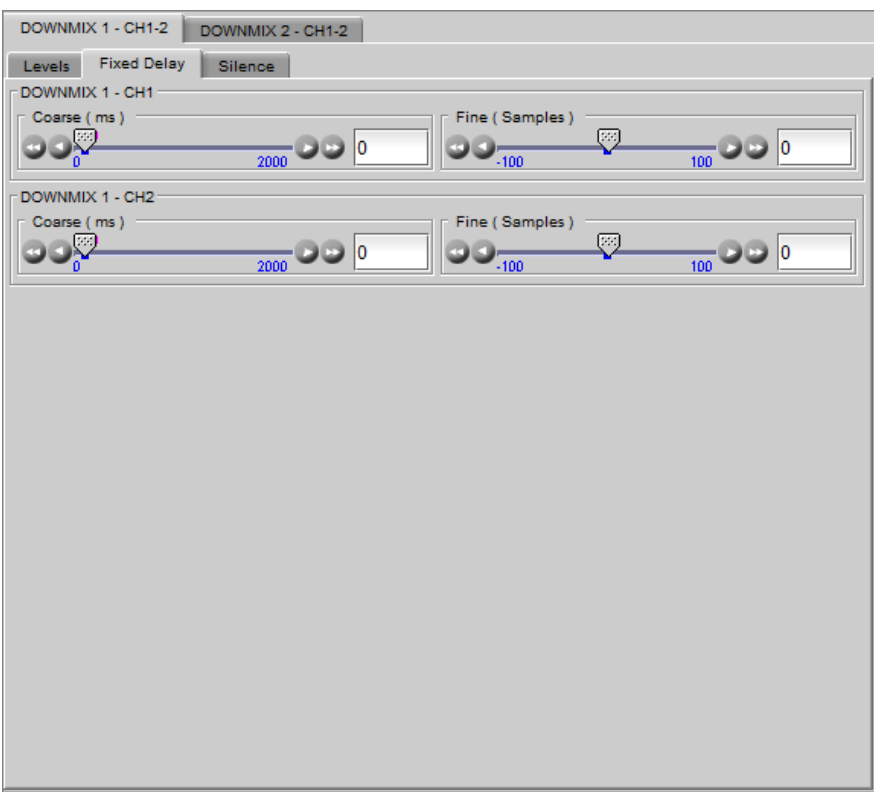 DOWNMIX 1 - CH1-2 DOWNMIX 2 - CH1-2
Levels Fixed Delay Silence
DOWNMIX 1 - CH1
Coarse ( ms ) Fine ( Samples )
0 2000 0 -100 100 0
DOWNMIX 1 - CH2
Coarse ( ms ) Fine ( Samples )
0 2000 0 -100 100 0